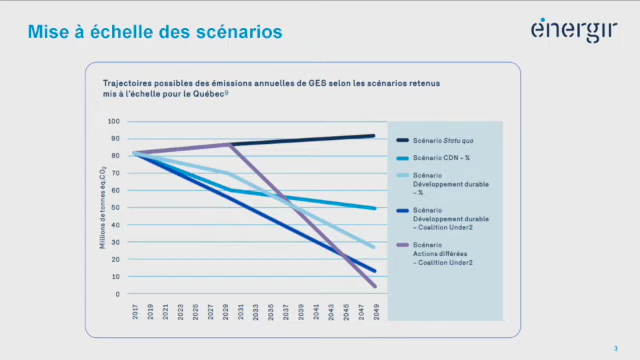 Mise à échelle des scénarios
énergir
Trajectoires possibles des émissions annuelles de GES selon les scénarios retenus
mis à l'échelle pour le Québec⁹
Millions de tonnes éq.CO2
100
90
80
70
60
50
40
30
20
10
0
2017 2019 2021 2023 2025 2027 2029 2031 2033 2035 2037 2039 2041 2043 2045 2047 2049
Scénario Statu quo
Scénario CDN – %
Scénario
Développement durable
– %
Scénario
Développement durable
– Coalition Under2
Scénario
Actions différées
– Coalition Under2
3